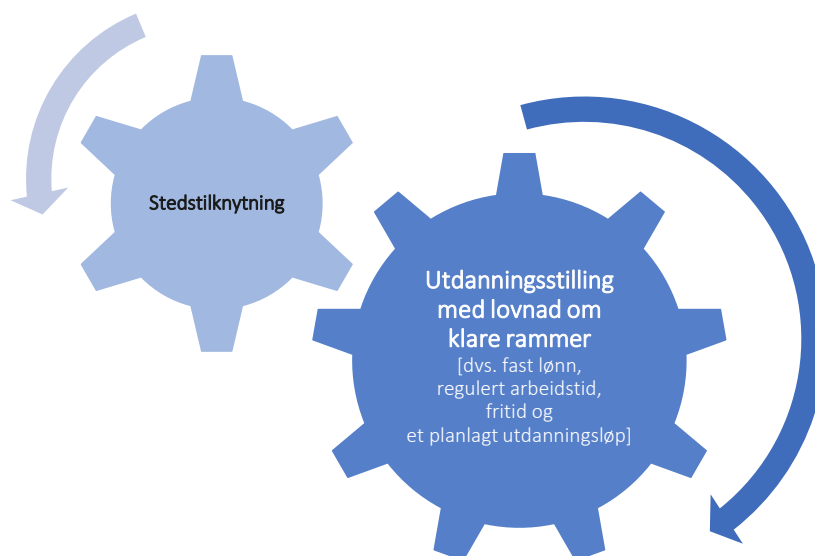 Stedstilknytning
Utdanningsstilling
med lovnad om
klare rammer
[dvs. fast lønn,
regulert arbeidstid,
fritid og
et planlagt utdanningsløp]